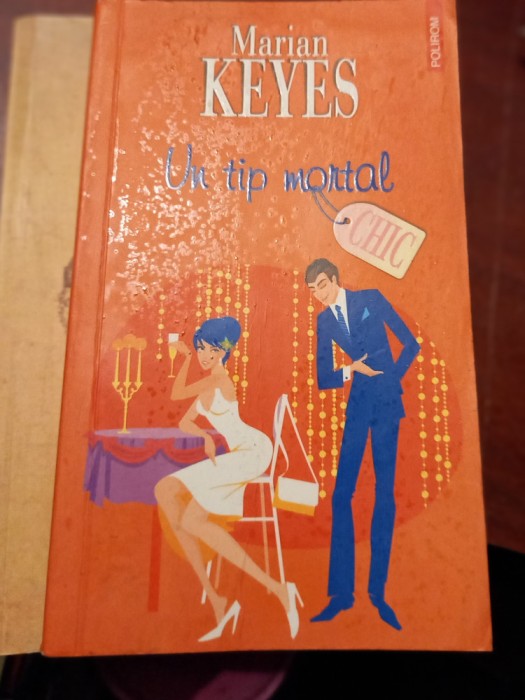 POLIROM
Marian
KEYES
Un tip mortal
CHIC